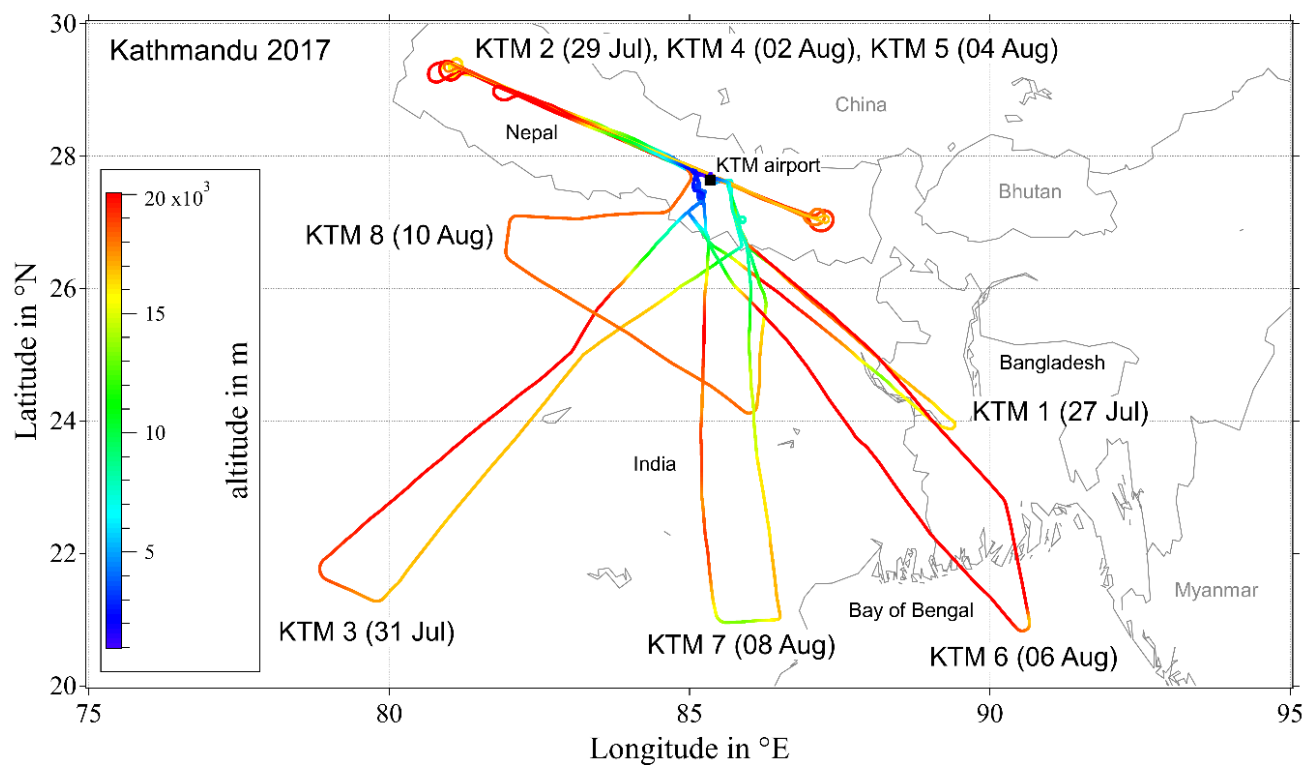 Kathmandu 2017
KTM 2 (29 Jul), KTM 4 (02 Aug), KTM 5 (04 Aug)
China
Nepal
KTM airport
Bhutan
KTM 8 (10 Aug)
Bangladesh
KTM 1 (27 Jul)
India
Myanmar
Bay of Bengal
KTM 3 (31 Jul)
KTM 7 (08 Aug)
KTM 6 (06 Aug)
20 x10³
15
10
5
altitude in m
30
28
26
24
22
20
Latitude in °N
75
80
85
90
95
Longitude in °E